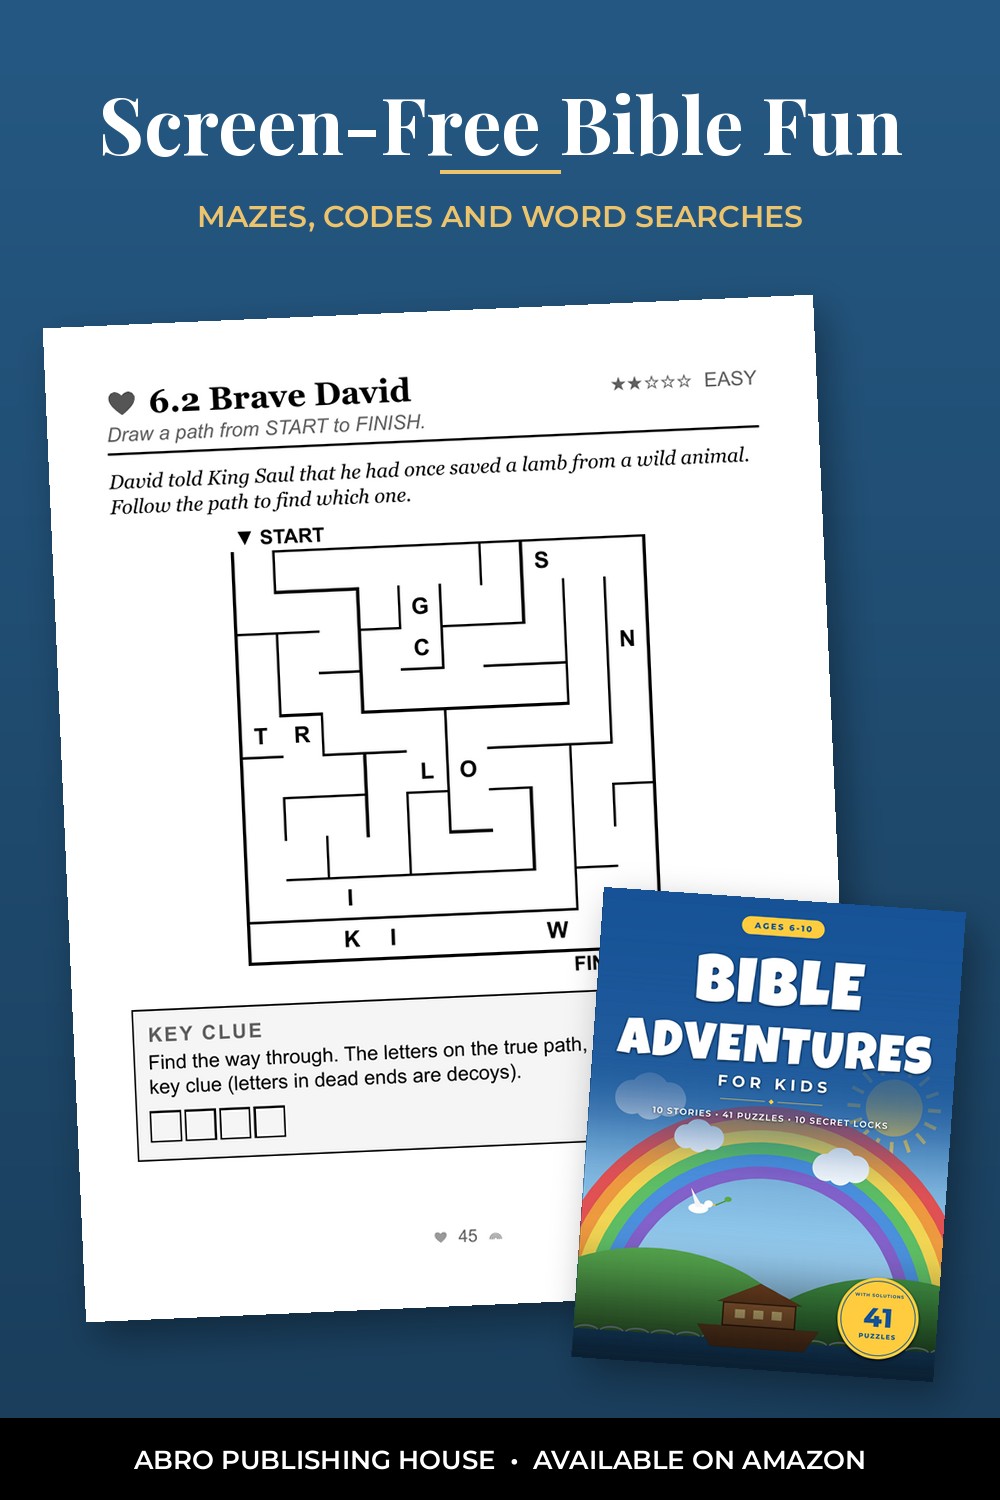 Screen-Free Bible Fun
MAZES, CODES AND WORD SEARCHES
♥ 6.2 Brave David
★★☆☆☆ EASY
Draw a path from START to FINISH.
David told King Saul that he had once saved a lamb from a wild animal.
Follow the path to find which one.
▼ START
S
G
N
C
T R
L O
I
K I W
FIN
KEY CLUE
Find the way through. The letters on the true path,
key clue (letters in dead ends are decoys).
45
AGES 6-10
BIBLE
ADVENTURES
FOR KIDS
10 STORIES • 41 PUZZLES • 10 SECRET LOCKS
WITH SOLUTIONS
41
PUZZLES
ABRO PUBLISHING HOUSE • AVAILABLE ON AMAZON